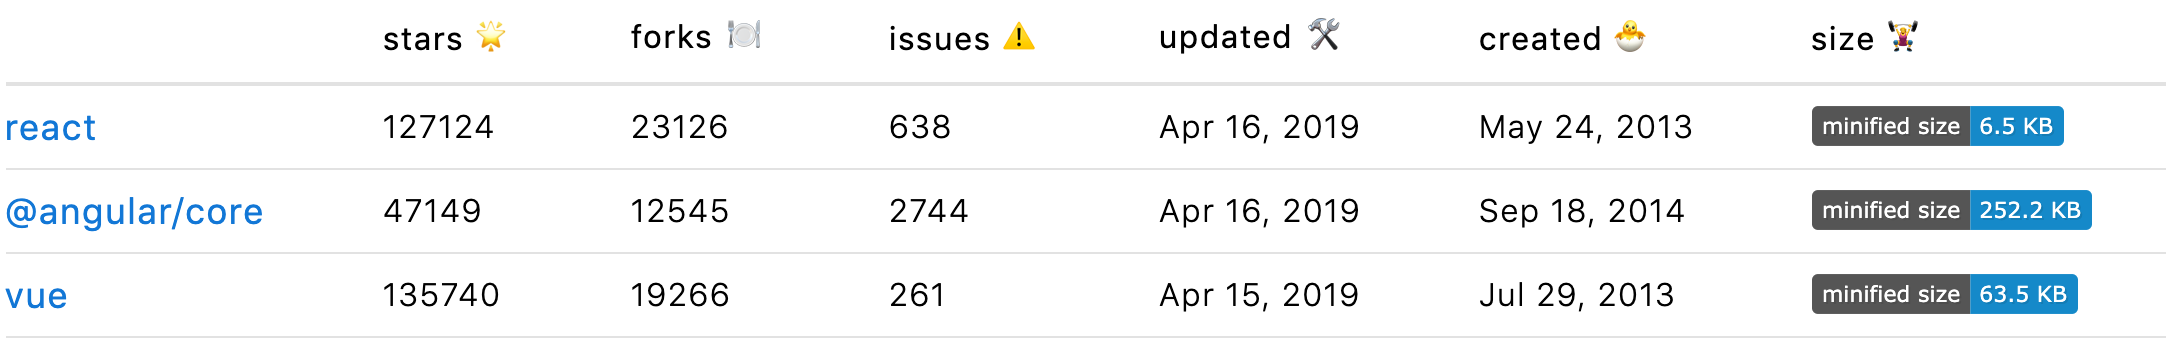 stars 🌟 forks 🍽 issues ⚠️ updated 🛠 created 🐣 size 🏋️‍♀️
react 127124 23126 638 Apr 16, 2019 May 24, 2013 minified size 6.5 KB
@angular/core 47149 12545 2744 Apr 16, 2019 Sep 18, 2014 minified size 252.2 KB
vue 135740 19266 261 Apr 15, 2019 Jul 29, 2013 minified size 63.5 KB